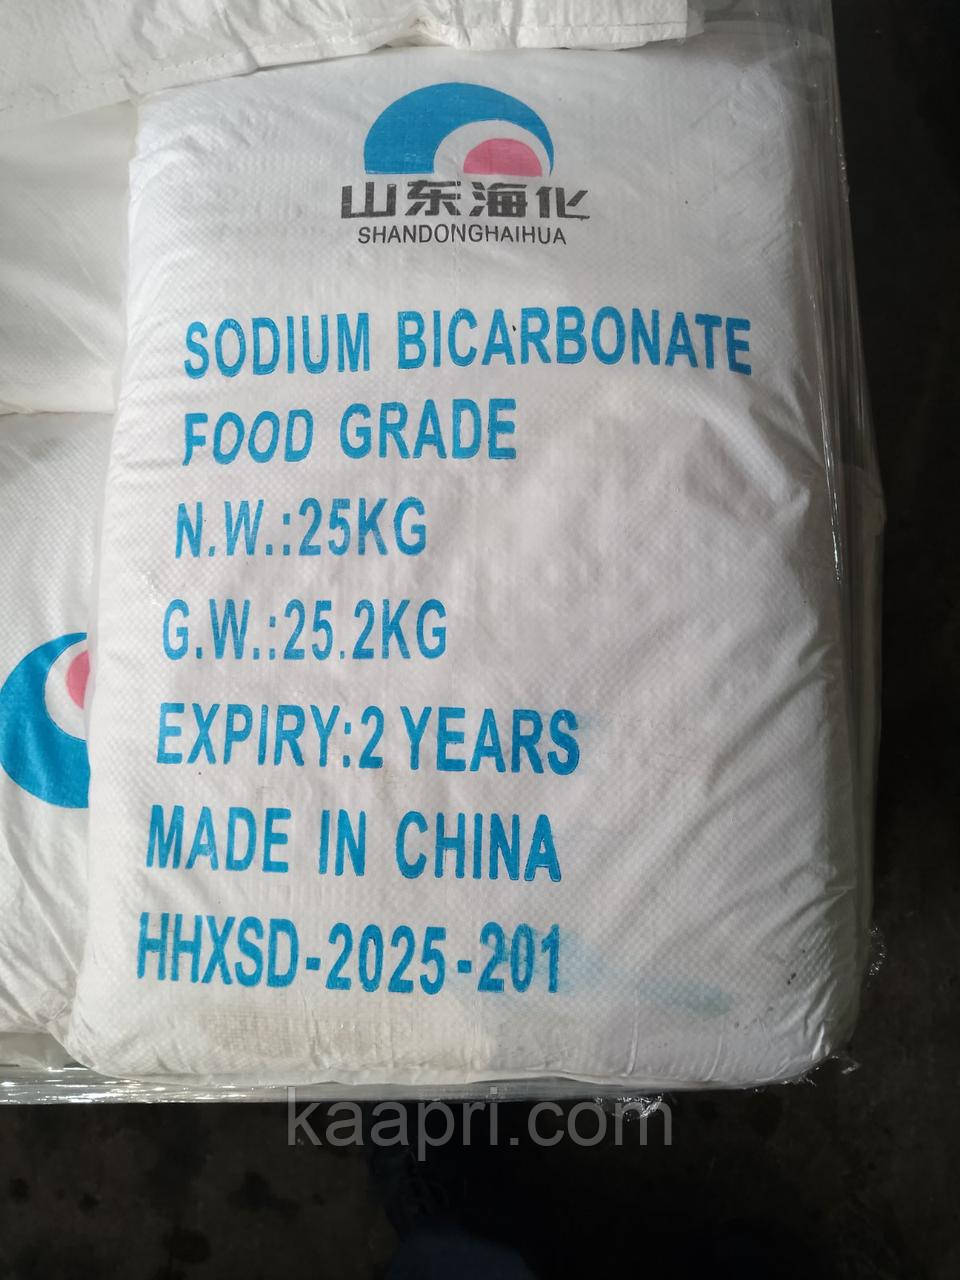 山东海化
SHANDONGHAIHUA
SODIUM BICARBONATE
FOOD GRADE
N.W.:25KG
G.W.:25.2KG
EXPIRY:2 YEARS
MADE IN CHINA
HHXSD-2025-201
kaapri.com